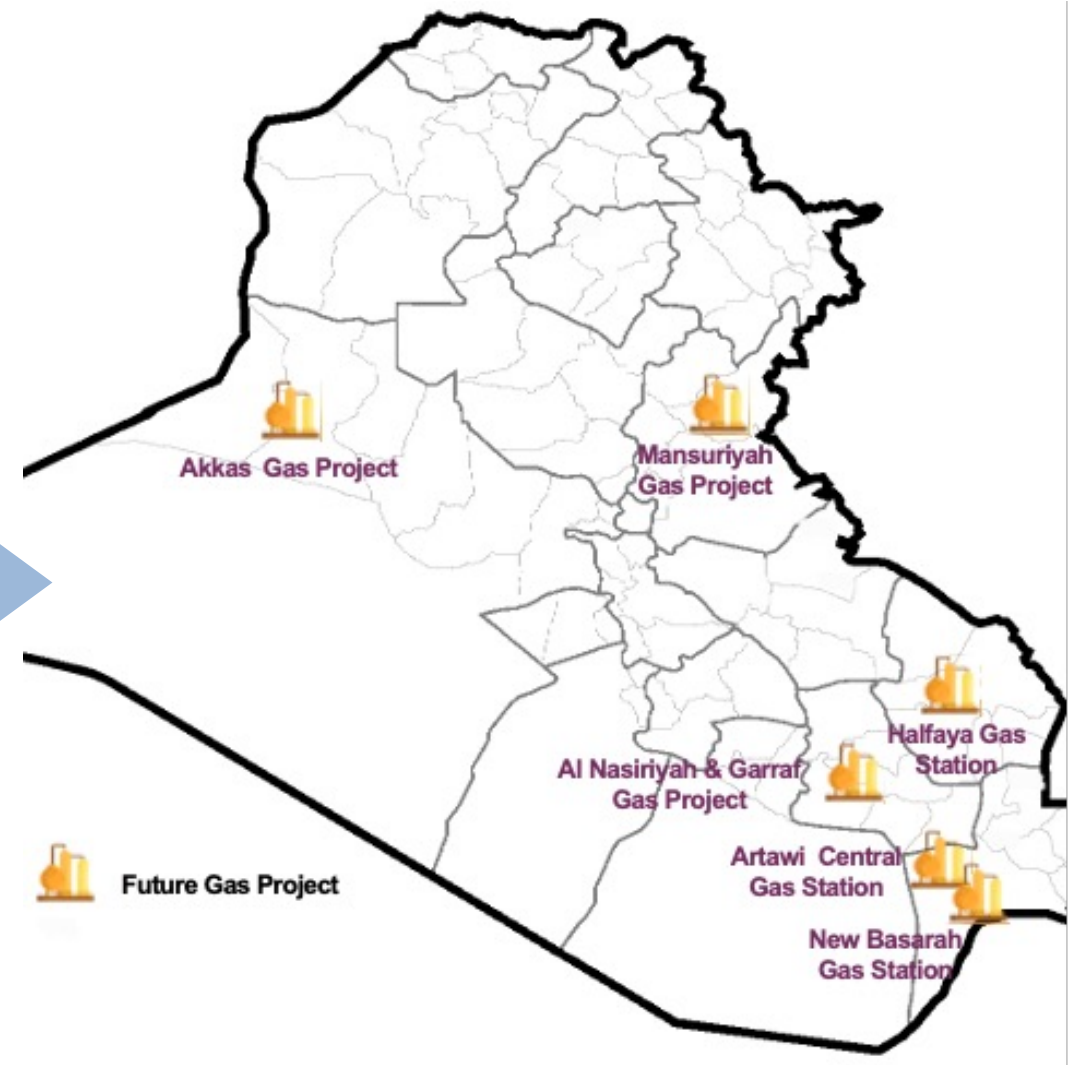 Akkas Gas Project
Mansuriyah
Gas Project
Halfaya Gas
Station
Al Nasiriyah & Garraf
Gas Project
Artawi Central
Gas Station
New Basarah
Gas Station
Future Gas Project